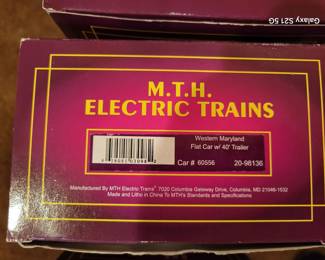 Galaxy S21 5G
M.T.H.
ELECTRIC TRAINS
Western Maryland
Flat Car w/ 40' Trailer
Car # 60556 20-98136
Manufactured By MTH Electric Trains® 7020 Columbia Gateway Drive, Columbia, MD 21046-1532
Made and Litho in China To MTH's Standards and Specifications